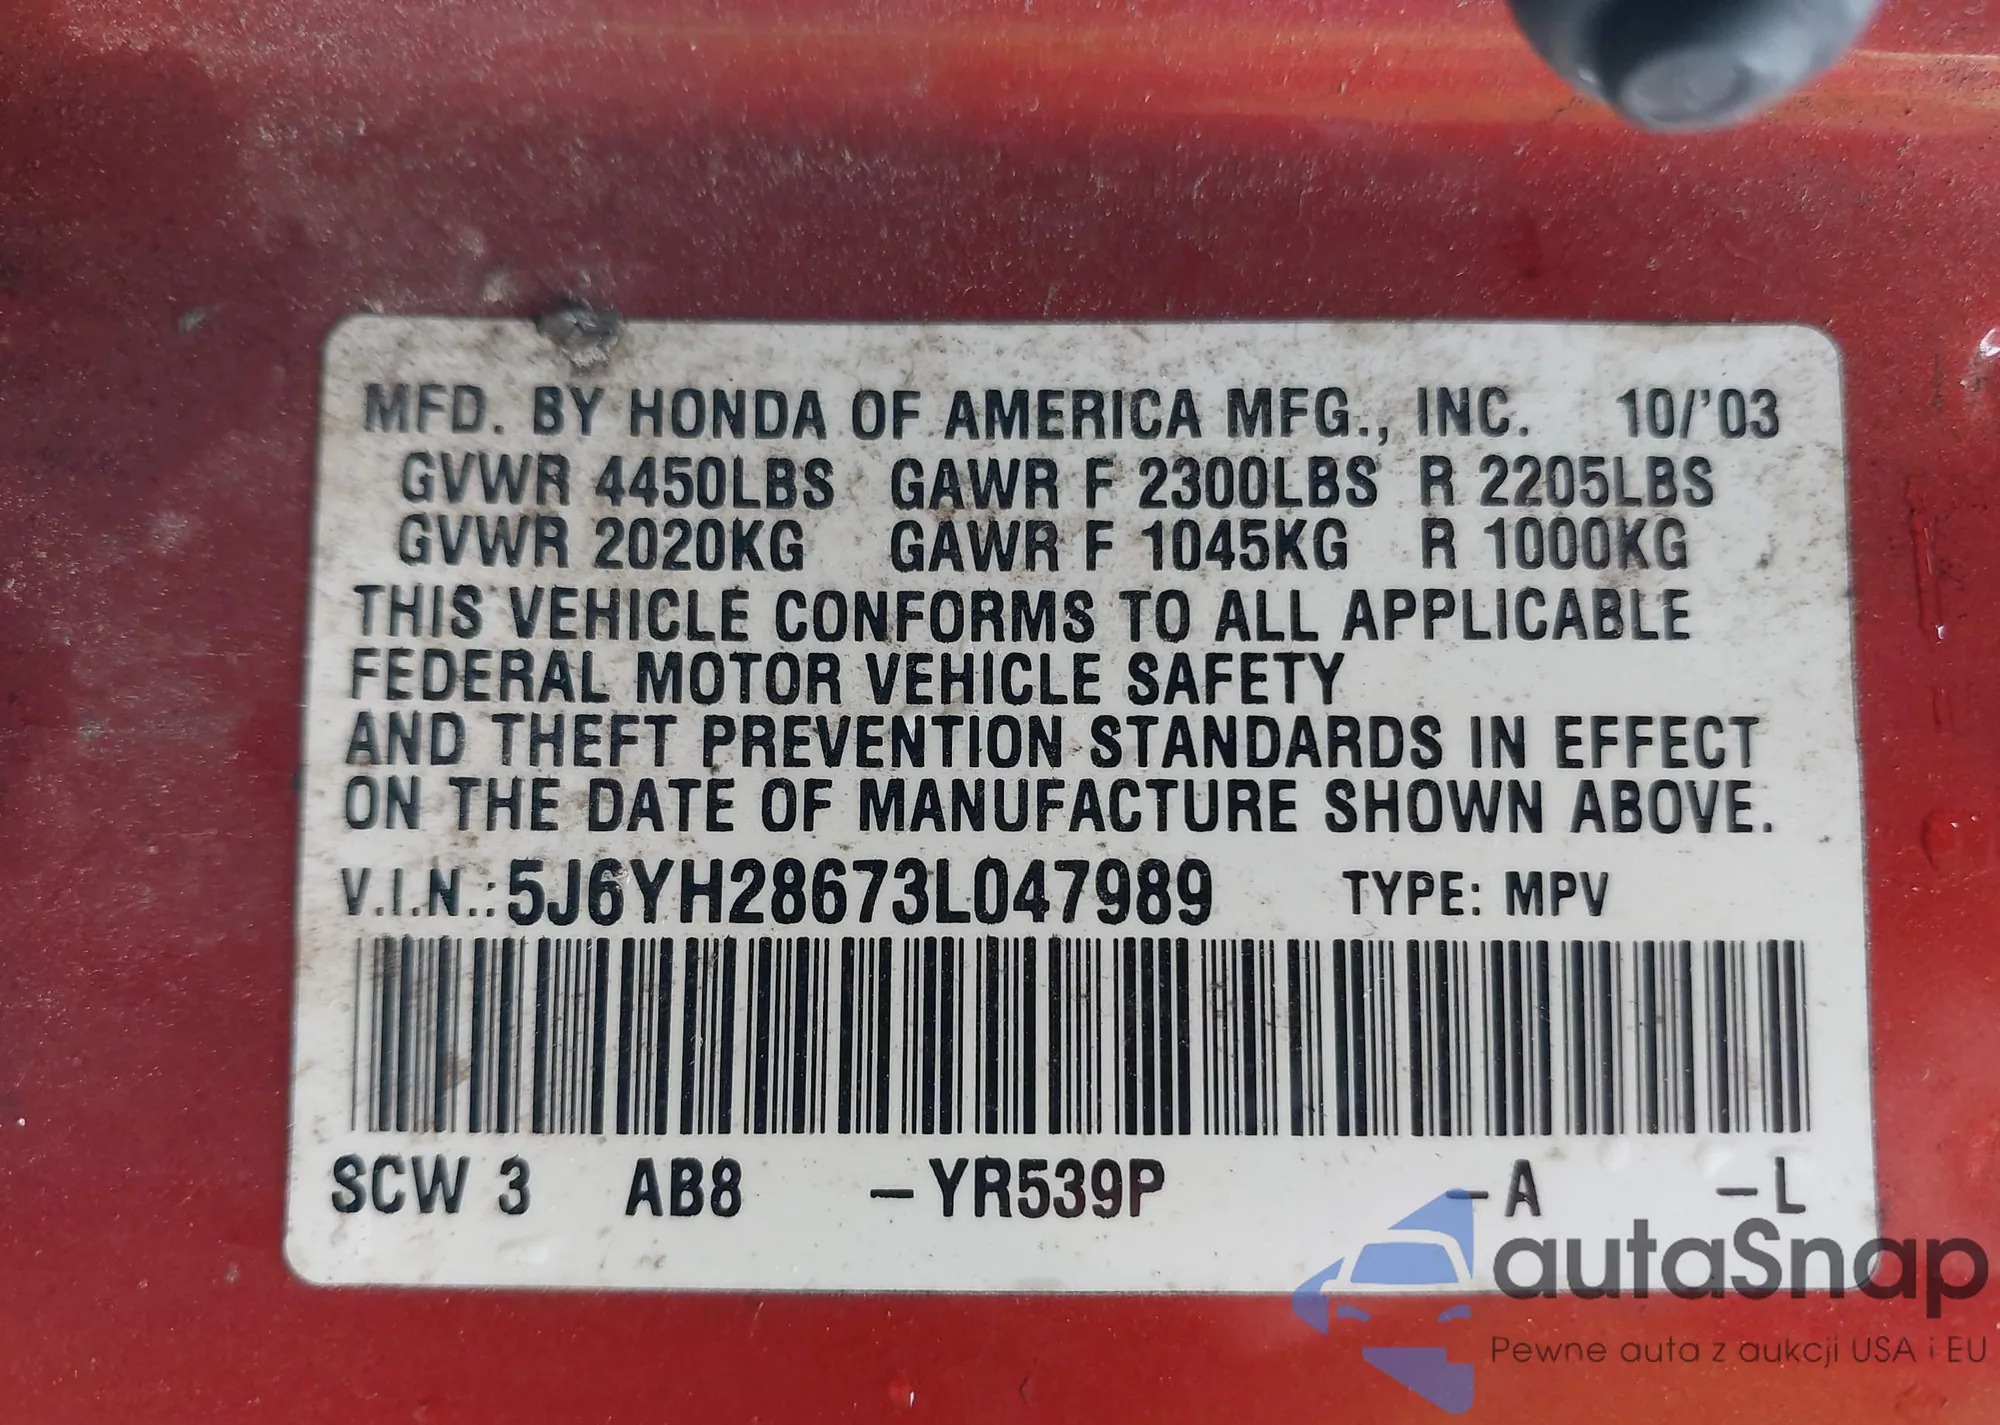 MFD. BY HONDA OF AMERICA MFG., INC. 10/'03
GVWR 4450LBS GAWR F 2300LBS R 2205LBS
GVWR 2020KG GAWR F 1045KG R 1000KG
THIS VEHICLE CONFORMS TO ALL APPLICABLE
FEDERAL MOTOR VEHICLE SAFETY
AND THEFT PREVENTION STANDARDS IN EFFECT
ON THE DATE OF MANUFACTURE SHOWN ABOVE.
V.I.N.: 5J6YH28673L047989 TYPE: MPV
SCW 3 AB8 –YR539P –A –L
autaSnap
Pewne auta z aukcji USA i EU